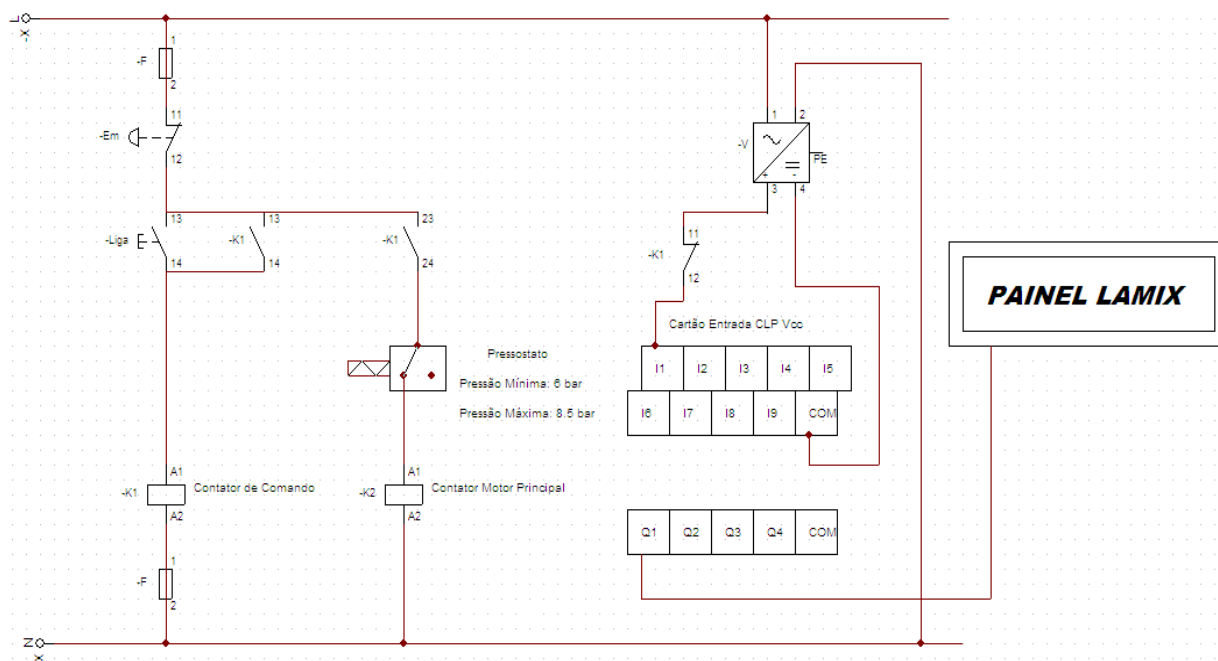 L
-X
1
-F
2
11
-Em
12
13
-Liga
14
13
-K1
14
23
-K1
24
Pressostato
Pressão Mínima: 6 bar
Pressão Máxima: 8.5 bar
A1
-K1
Contator de Comando
A2
A1
-K2
Contator Motor Principal
A2
1
-F
2
N
-X
1
2
-V
PE
+
-
3
4
11
-K1
12
Cartão Entrada CLP Vcc
I1 I2 I3 I4 I5
I6 I7 I8 I9 COM
Q1 Q2 Q3 Q4 COM
PAINEL LAMIX